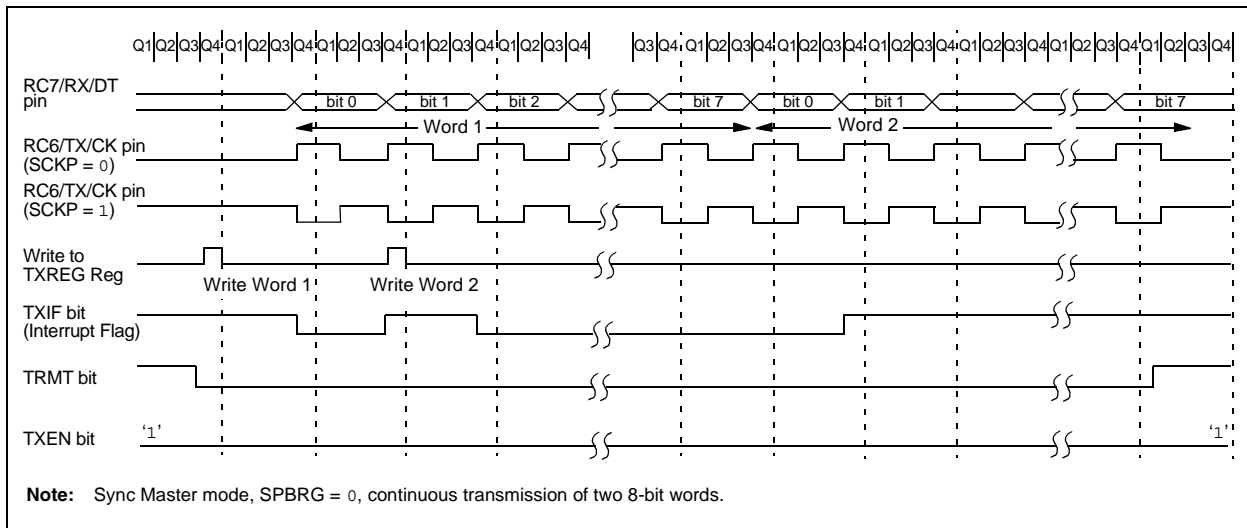 Q1 Q2 Q3 Q4 Q1 Q2 Q3 Q4 Q1 Q2 Q3 Q4 Q1 Q2 Q3 Q4 Q1 Q2 Q3 Q4 Q3 Q4 Q1 Q2 Q3 Q4 Q1 Q2 Q3 Q4 Q1 Q2 Q3 Q4 Q1 Q2 Q3 Q4 Q1 Q2 Q3 Q4 Q1 Q2 Q3 Q4
RC7/RX/DT
pin
bit 0 bit 1 bit 2 bit 7 bit 0 bit 1 bit 7
Word 1 Word 2
RC6/TX/CK pin
(SCKP = 0)
RC6/TX/CK pin
(SCKP = 1)
Write to
TXREG Reg
Write Word 1 Write Word 2
TXIF bit
(Interrupt Flag)
TRMT bit
TXEN bit
‘1’ ‘1’
Note: Sync Master mode, SPBRG = 0, continuous transmission of two 8-bit words.